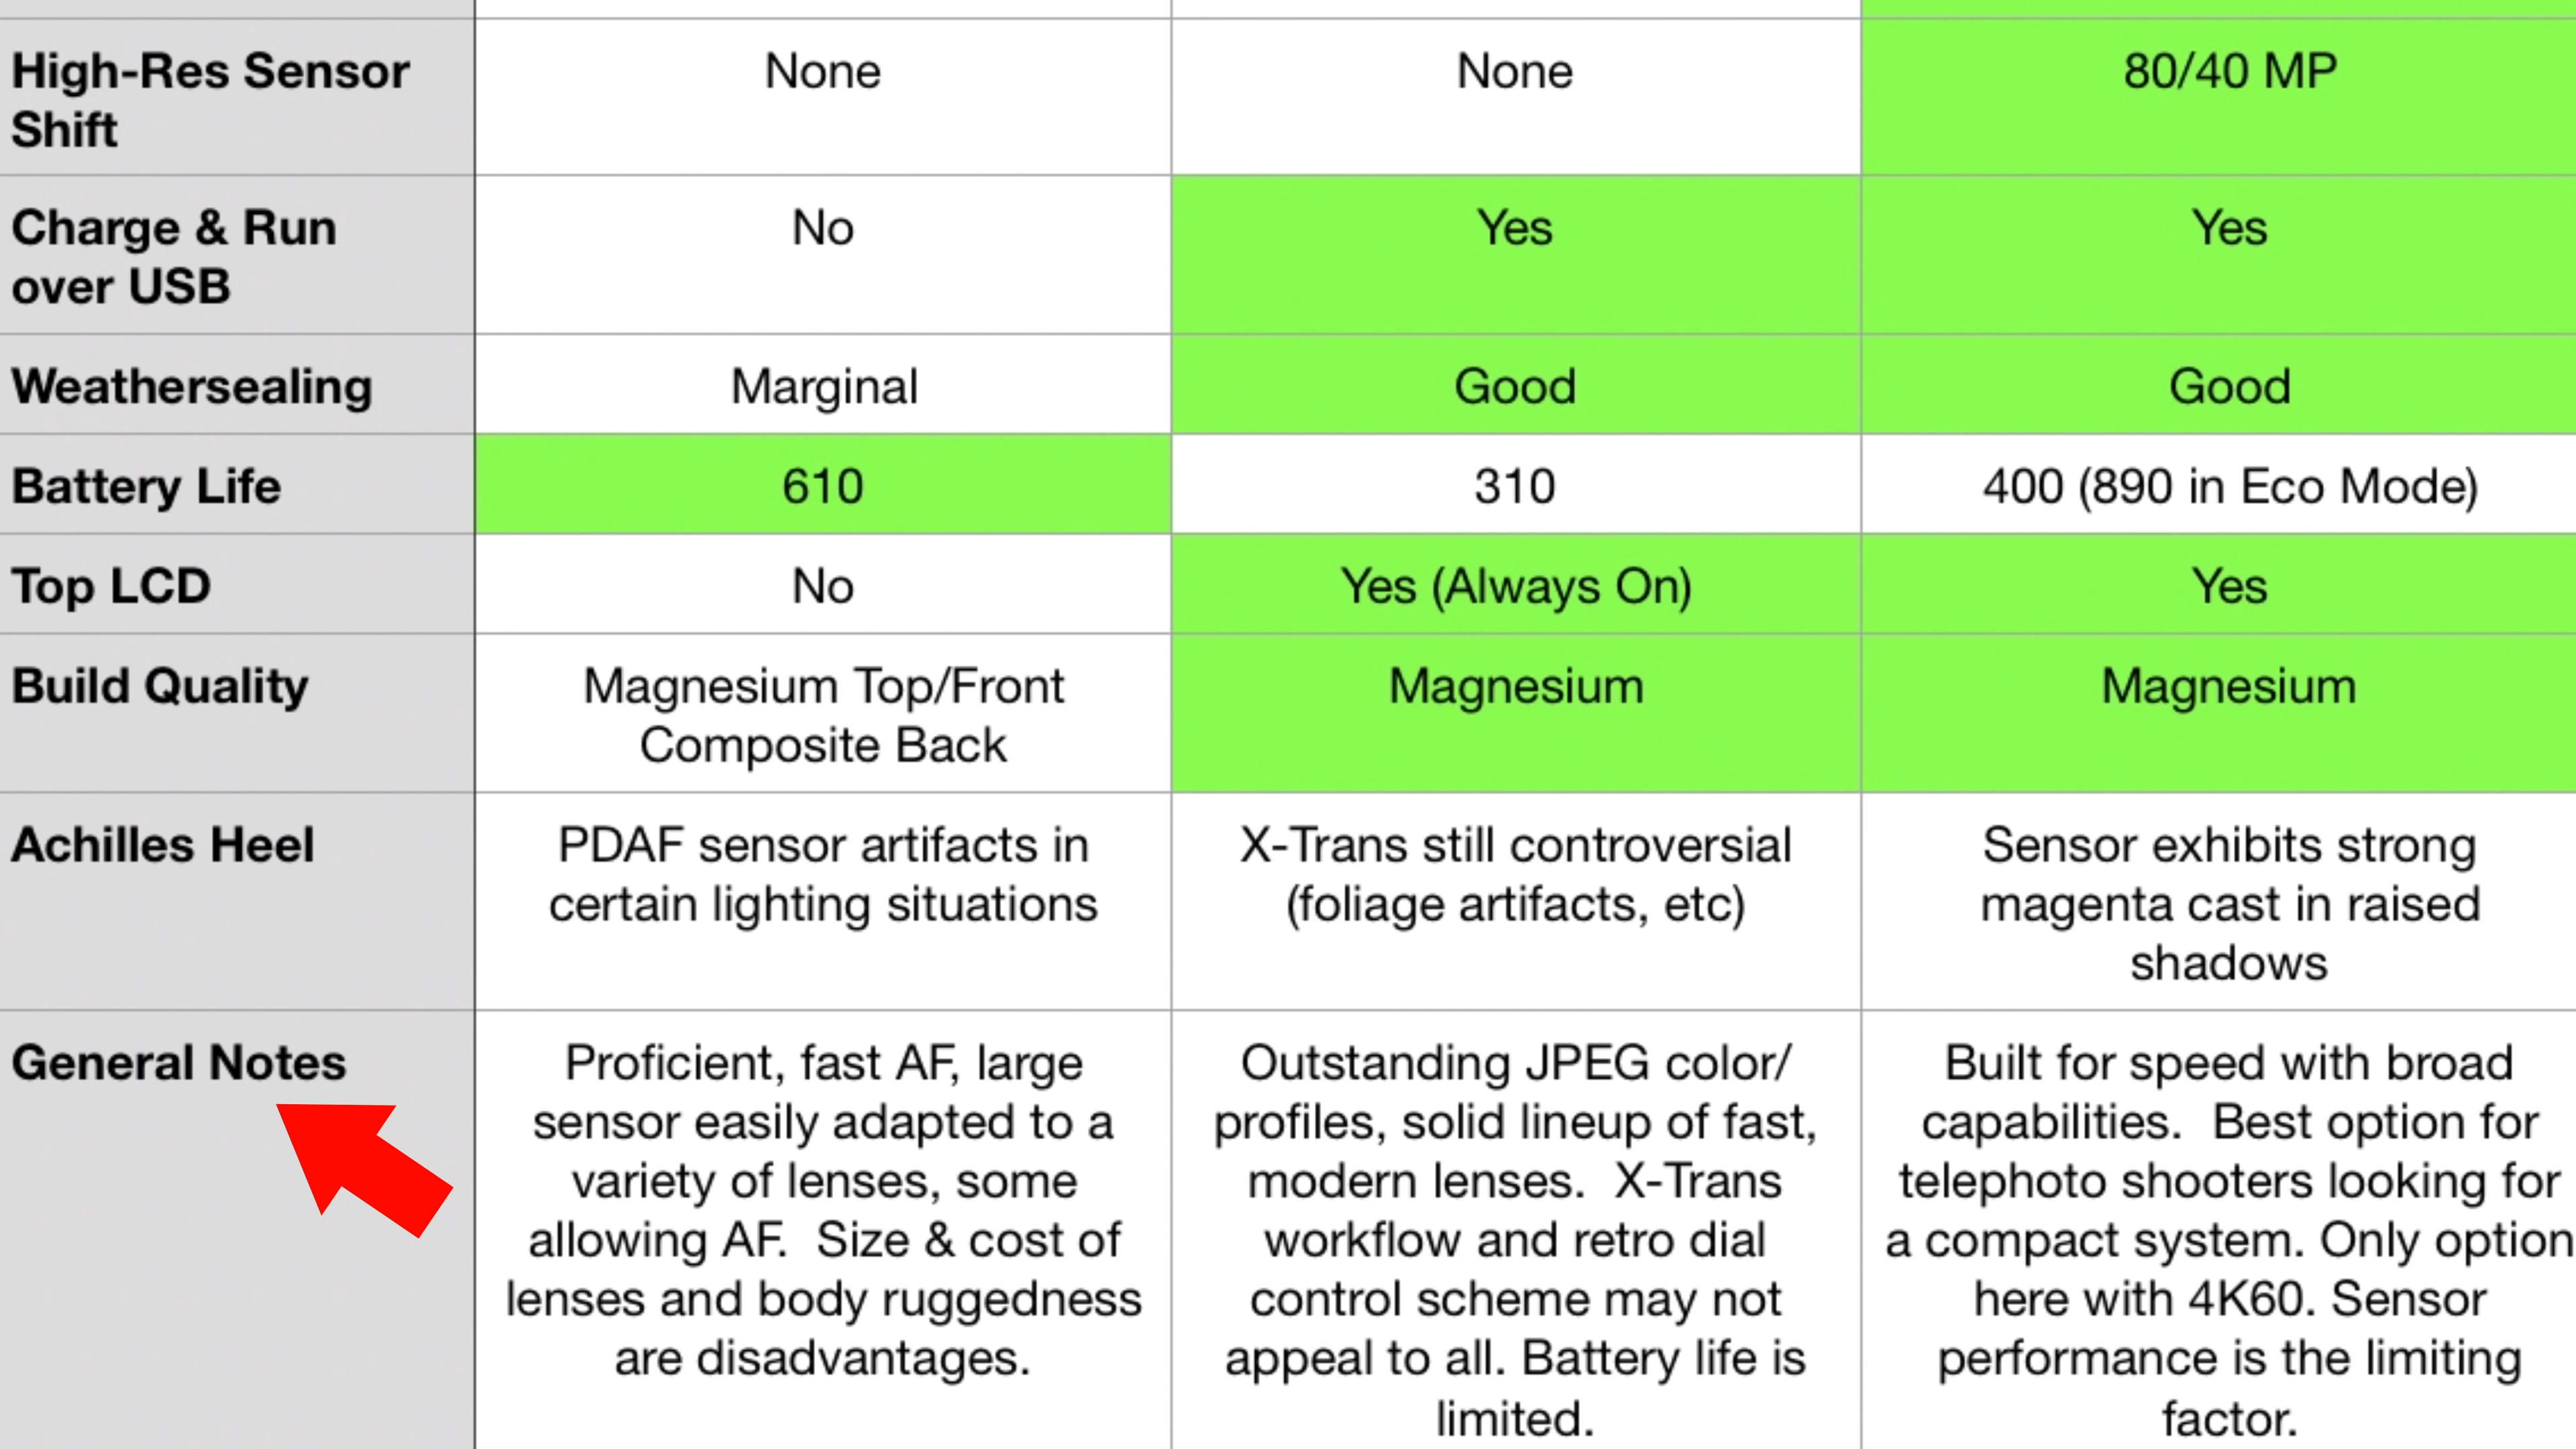 High-Res Sensor
Shift
None
None
80/40 MP
Charge & Run
over USB
No
Yes
Yes
Weathersealing
Marginal
Good
Good
Battery Life
610
310
400 (890 in Eco Mode)
Top LCD
No
Yes (Always On)
Yes
Build Quality
Magnesium Top/Front
Composite Back
Magnesium
Magnesium
Achilles Heel
PDAF sensor artifacts in
certain lighting situations
X-Trans still controversial
(foliage artifacts, etc)
Sensor exhibits strong
magenta cast in raised
shadows
General Notes
Proficient, fast AF, large
sensor easily adapted to a
variety of lenses, some
allowing AF.  Size & cost of
lenses and body ruggedness
are disadvantages.
Outstanding JPEG color/
profiles, solid lineup of fast,
modern lenses.  X-Trans
workflow and retro dial
control scheme may not
appeal to all. Battery life is
limited.
Built for speed with broad
capabilities.  Best option for
telephoto shooters looking for
a compact system. Only option
here with 4K60. Sensor
performance is the limiting
factor.